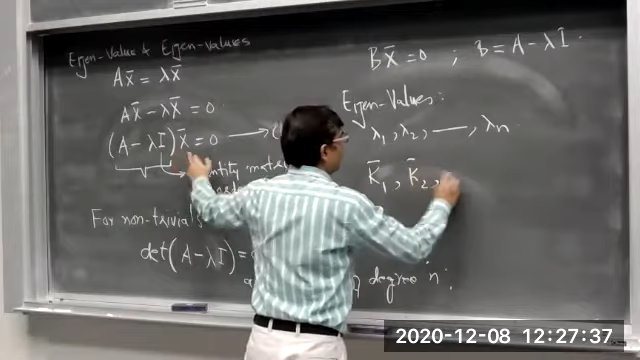 Eigen-Value & Eigen-values
Ax̄ = λx̄
Ax̄ - λx̄ = 0
(A - λI)x̄ = 0 →
For non-trivial
det(A - λI) =
degree n;
Bx̄ = 0 ; B = A - λI
Eigen-Values:
λ₁, λ₂, —, λn
K̄₁, K̄₂,
2020-12-08 12:27:37